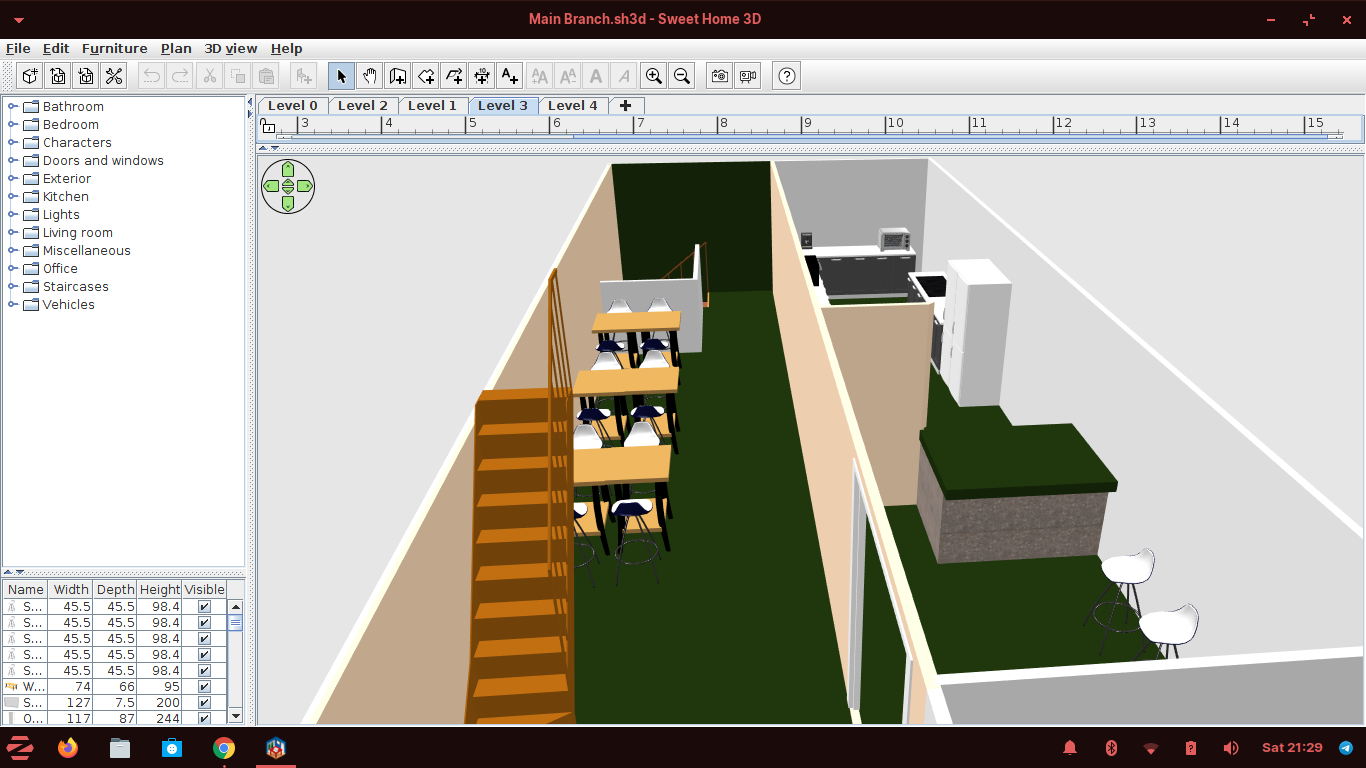 Main Branch.sh3d - Sweet Home 3D
File Edit Furniture Plan 3D view Help
Level 0 Level 2 Level 1 Level 3 Level 4
3 4 5 6 7 8 9 10 11 12 13 14 15
Bathroom
Bedroom
Characters
Doors and windows
Exterior
Kitchen
Lights
Living room
Miscellaneous
Office
Staircases
Vehicles
Name Width Depth Height Visible
S... 45.5 45.5 98.4
S... 45.5 45.5 98.4
S... 45.5 45.5 98.4
S... 45.5 45.5 98.4
S... 45.5 45.5 98.4
W... 74 66 95
S... 127 7.5 200
O... 117 87 244
Sat 21:29